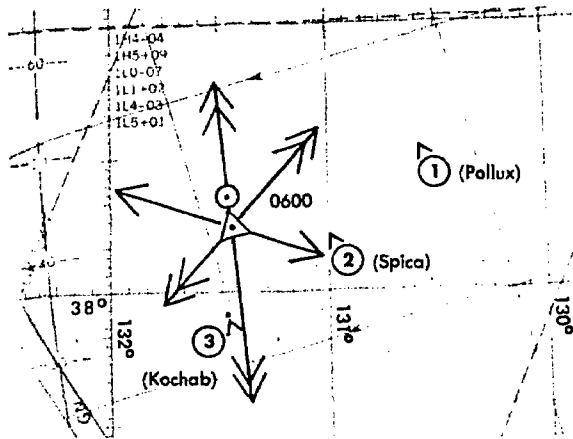 1H4-04
1H5+09
1L0-07
1L1+02
1L4-03
1L5+01
60
1 (Pollux)
0600
2 (Spica)
38°
132°
131°
130°
3
(Kochab)